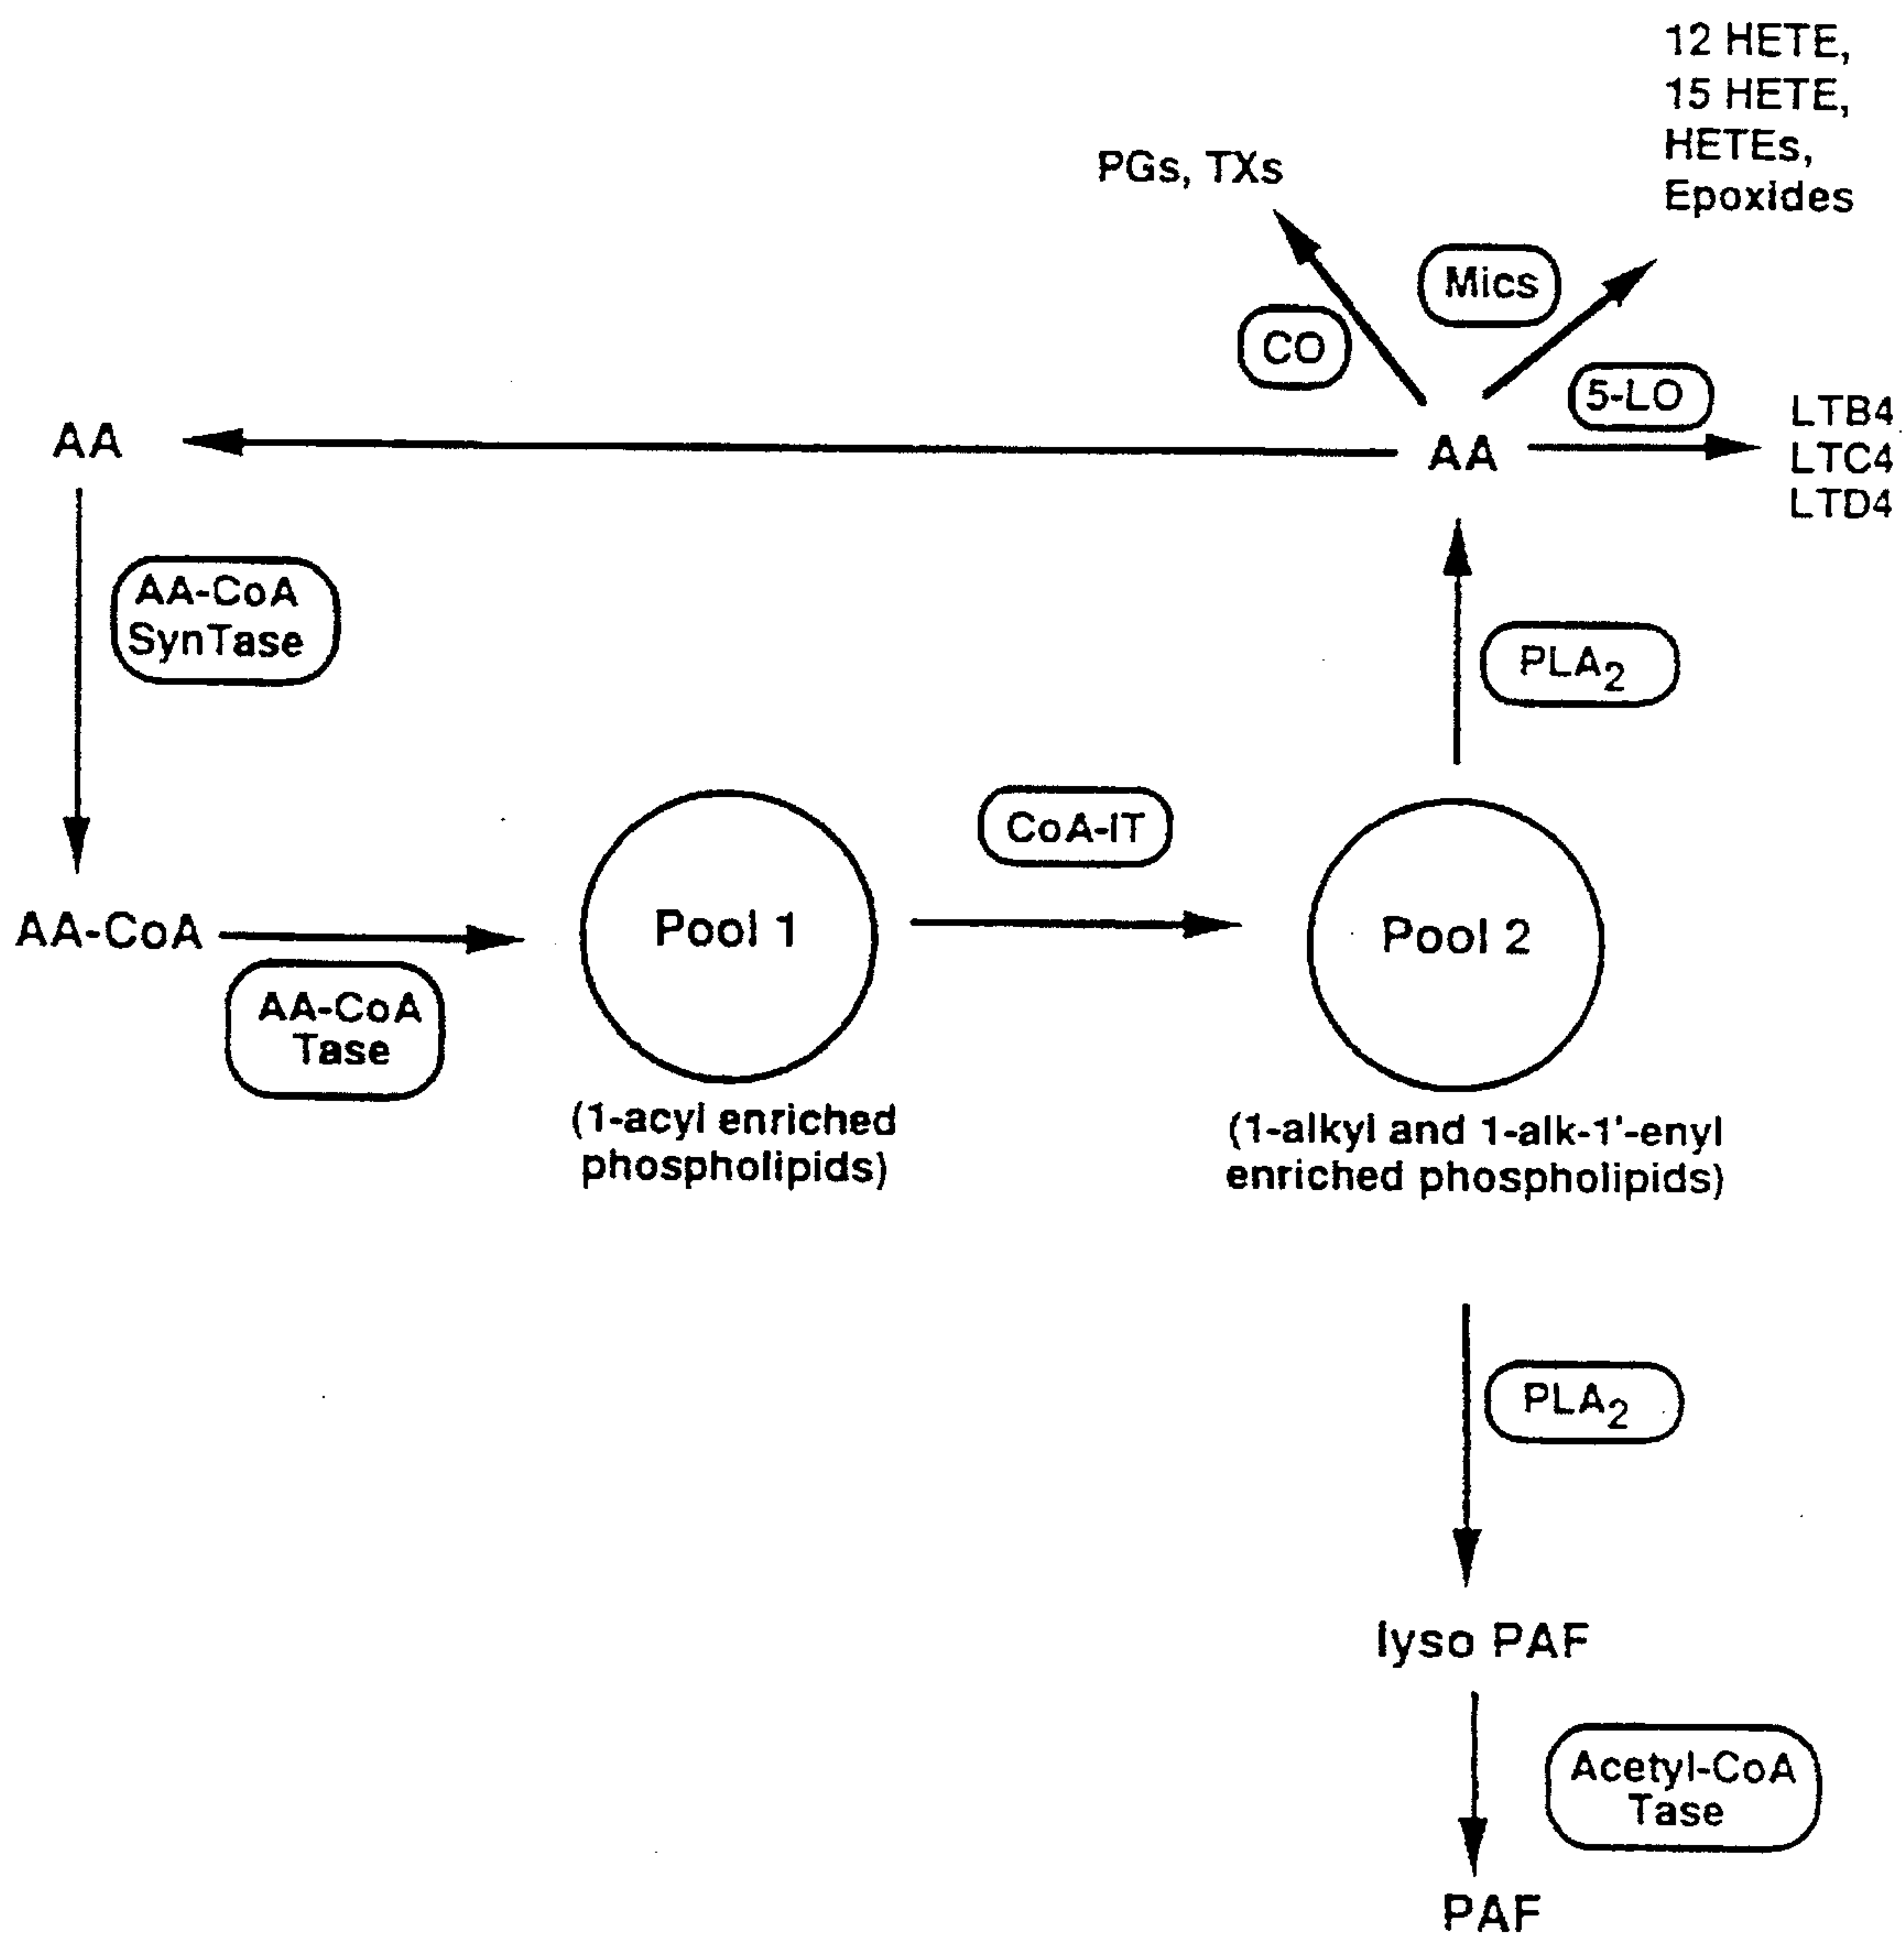 12 HETE,
15 HETE,
HETEs,
Epoxides
PGs, TXs
Mics
CO
5-LO
LTB4
LTC4
LTD4
AA
AA
AA-CoA
SynTase
PLA2
CoA-IT
AA-CoA
Pool 1
Pool 2
AA-CoA
Tase
(1-acyl enriched
phospholipids)
(1-alkyl and 1-alk-1'-enyl
enriched phospholipids)
PLA2
lyso PAF
Acetyl-CoA
Tase
PAF